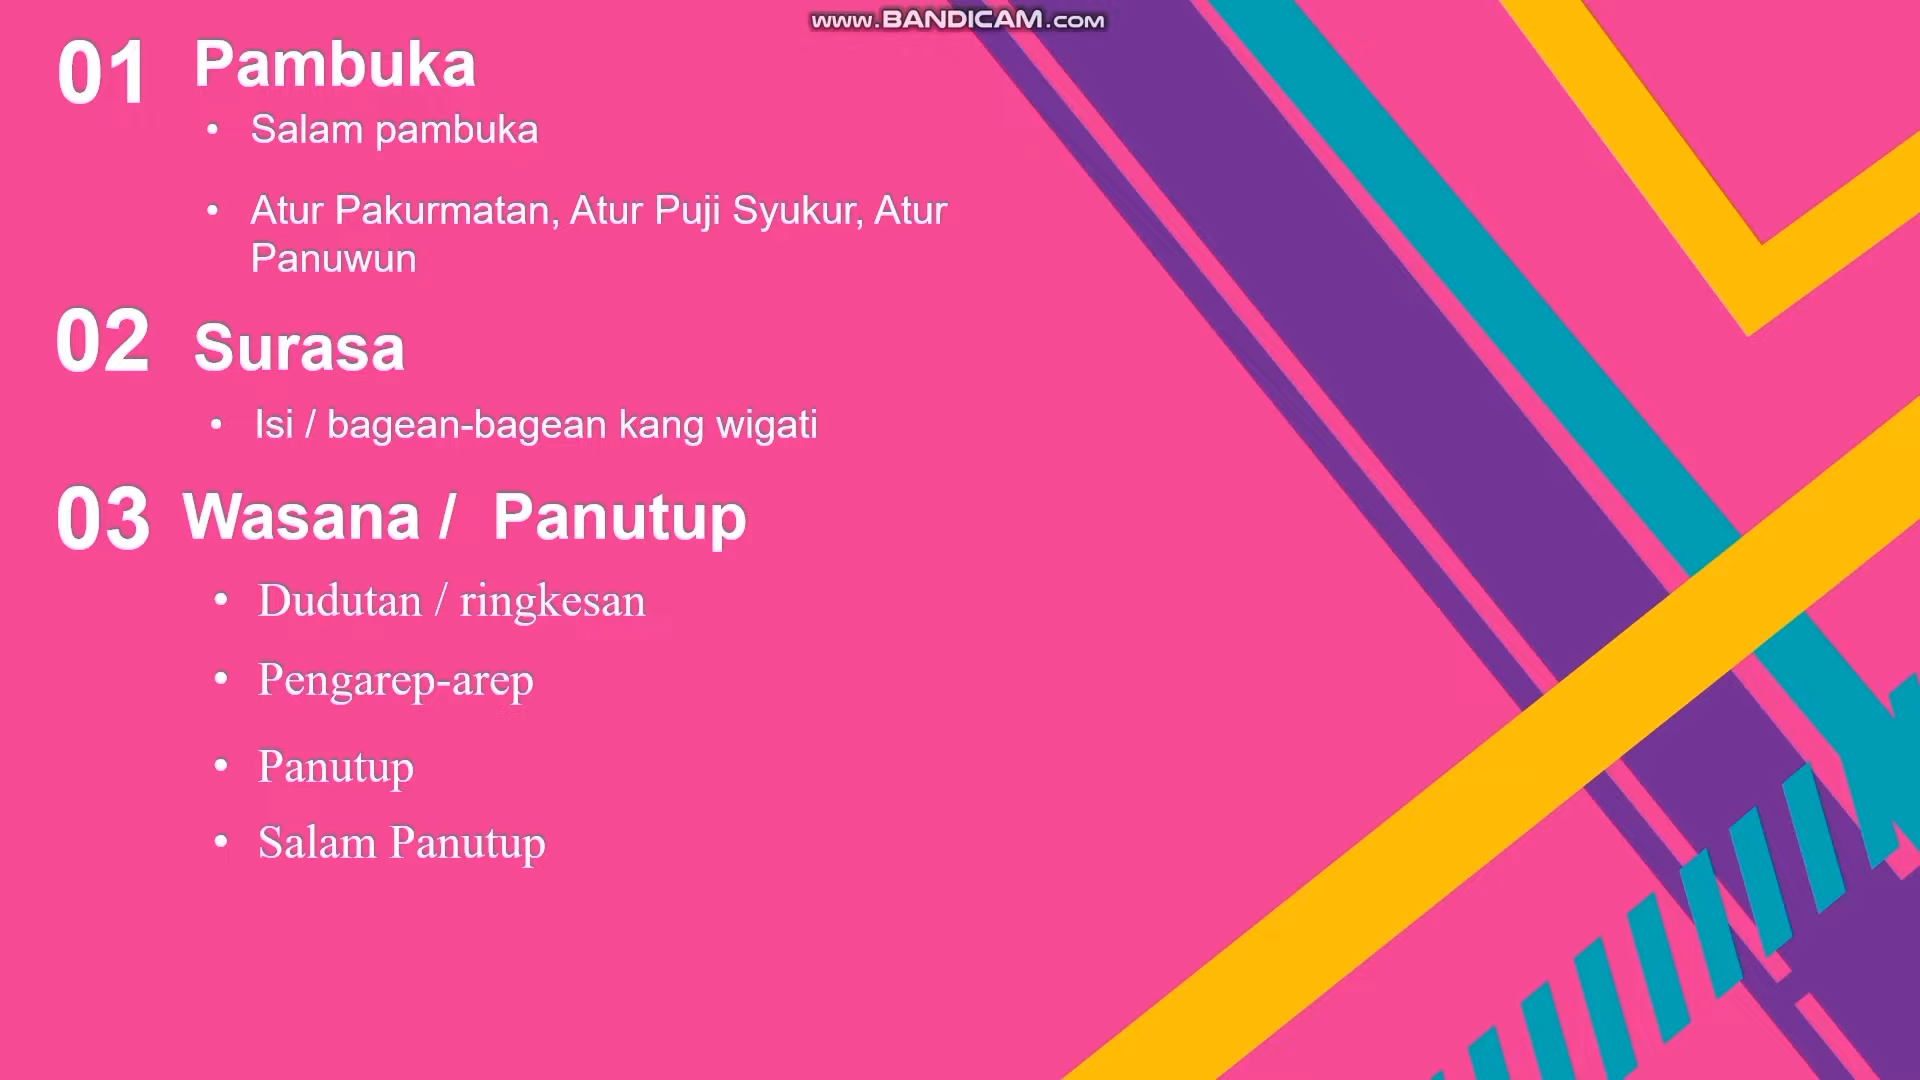 www.BANDICAM.com
01 Pambuka
• Salam pambuka
• Atur Pakurmatan, Atur Puji Syukur, Atur
Panuwun
02 Surasa
• Isi / bagean-bagean kang wigati
03 Wasana / Panutup
• Dudutan / ringkesan
• Pengarep-arep
• Panutup
• Salam Panutup